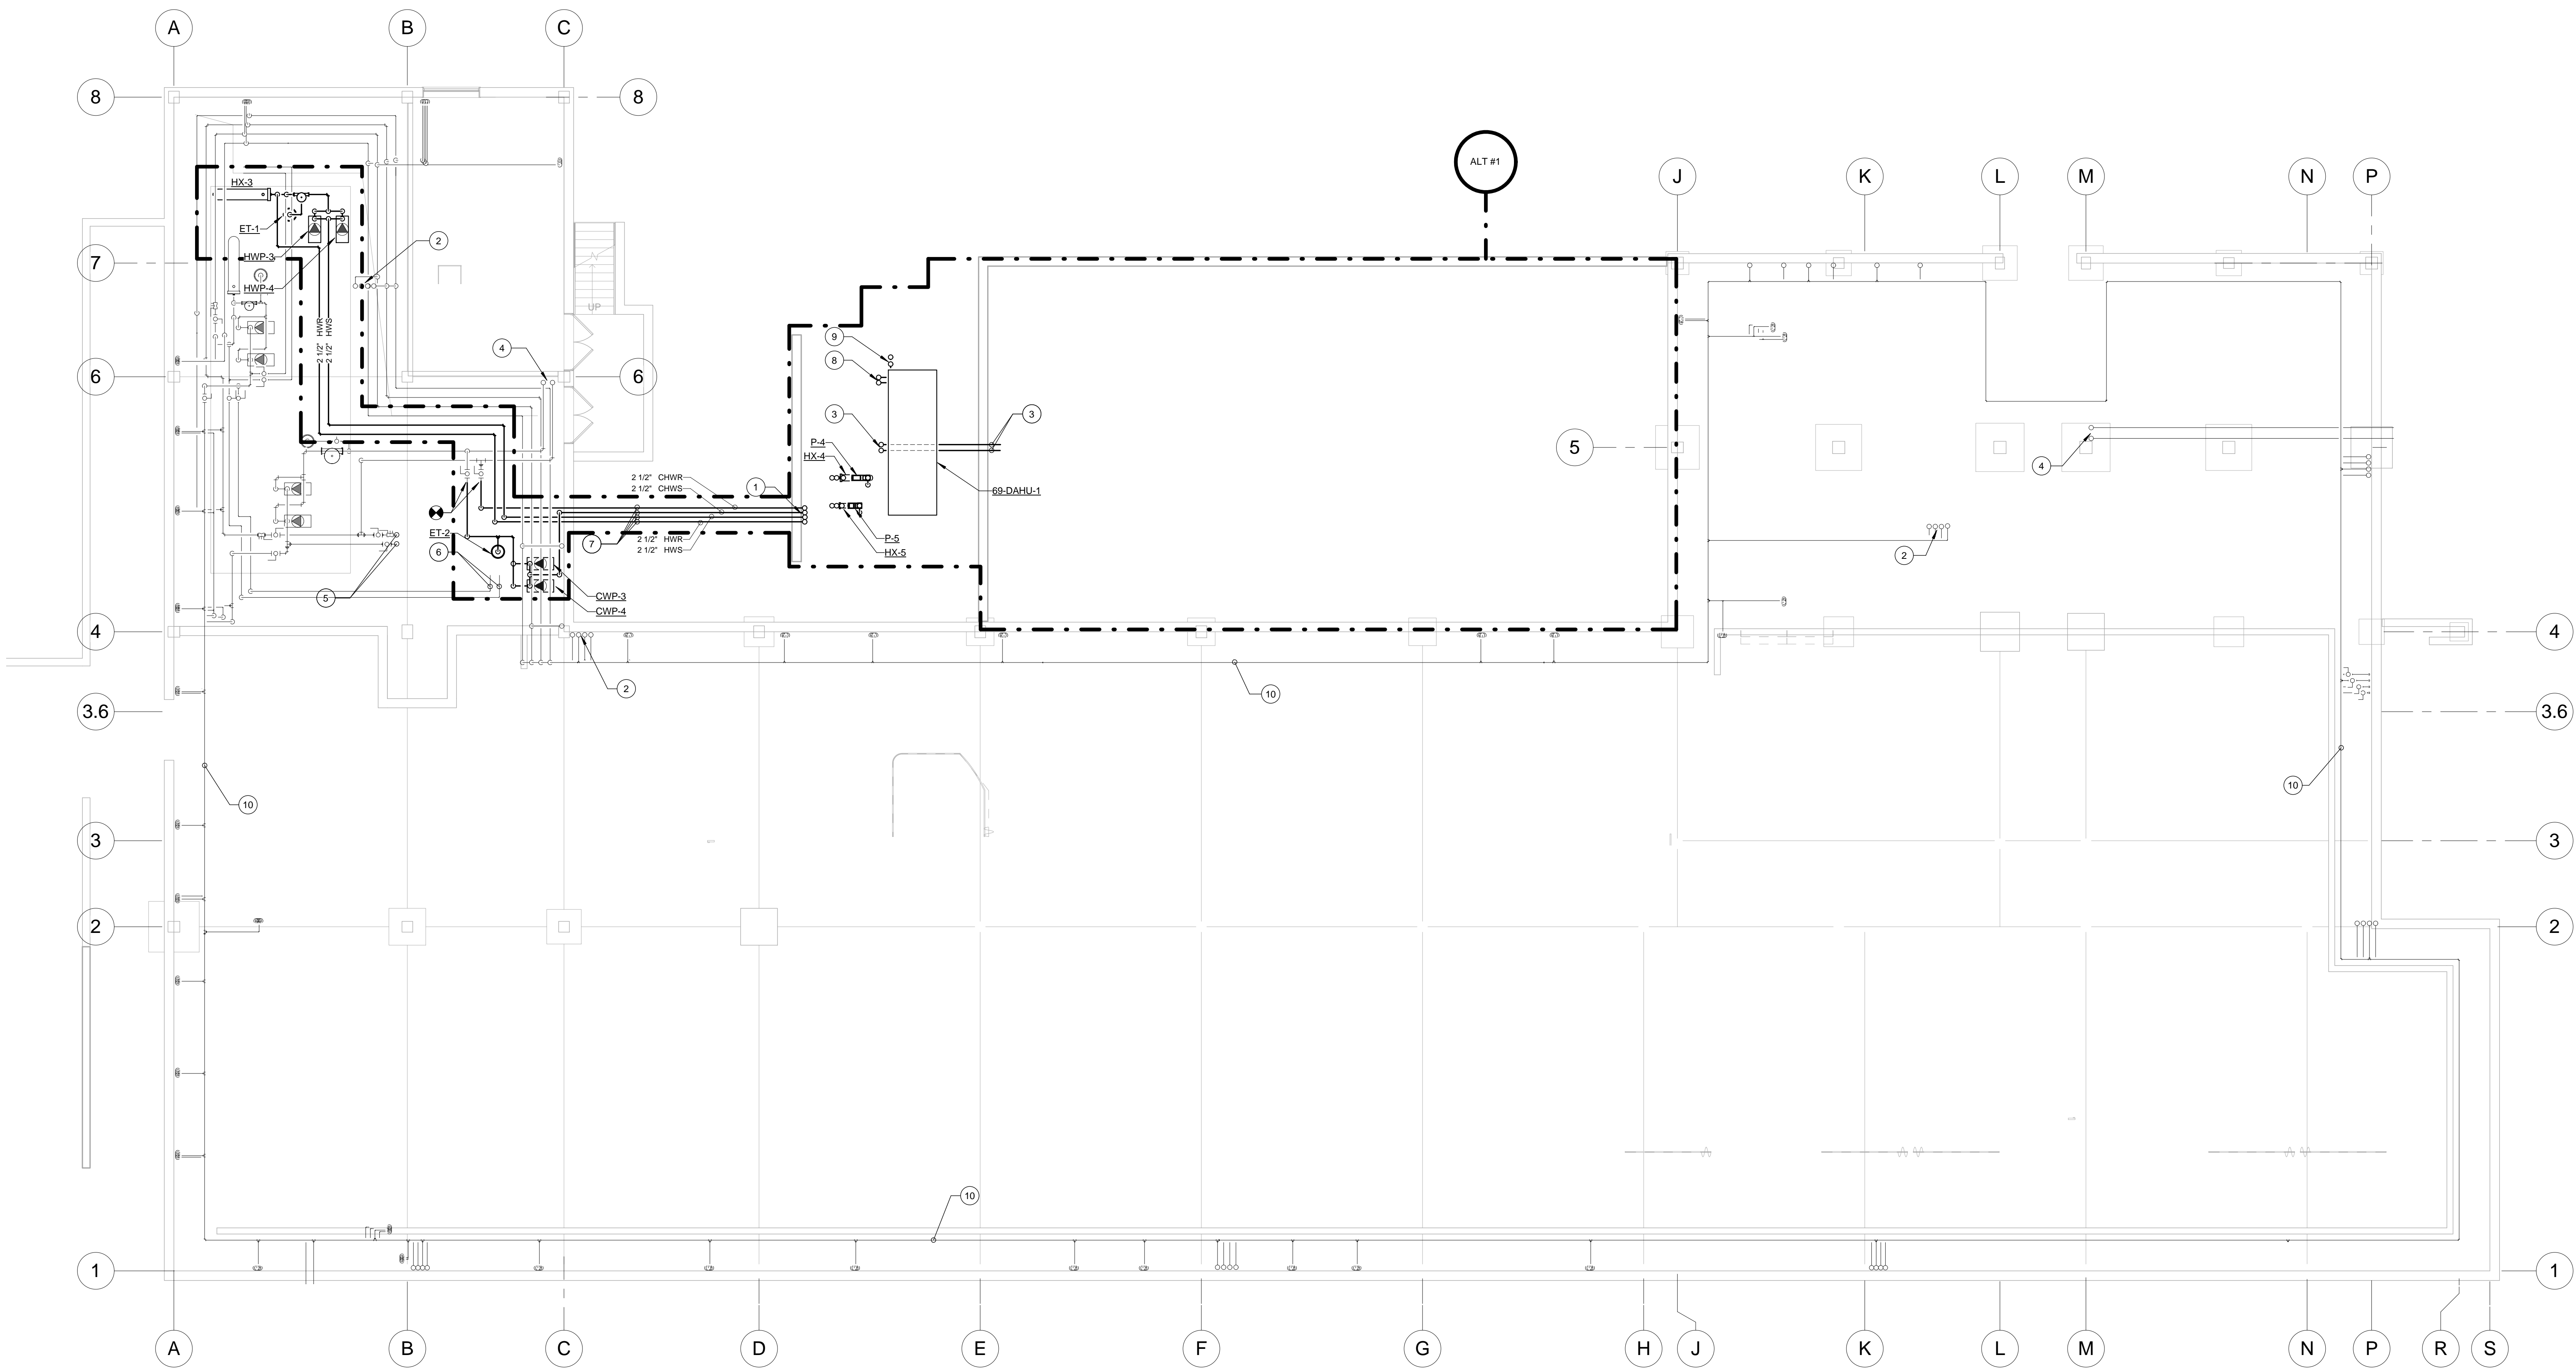 A
B
C
8
8
ALT #1
J
K
L
M
N
P
HX-3
ET-1
2
HWP-3
7
HWP-4
UP
2 1/2" HWR
2 1/2" HWS
9
4
8
6
6
3
3
P-4
5
HX-4
4
2 1/2" CHWR
2 1/2" CHWS
1
69-DAHU-1
ET-2
2 1/2" HWR
P-5
7
6
2 1/2" HWS
HX-5
2
5
CWP-3
CWP-4
4
4
2
10
3.6
3.6
10
10
3
3
2
2
10
1
1
A
B
C
D
E
F
G
H
J
K
L
M
N
P
R
S